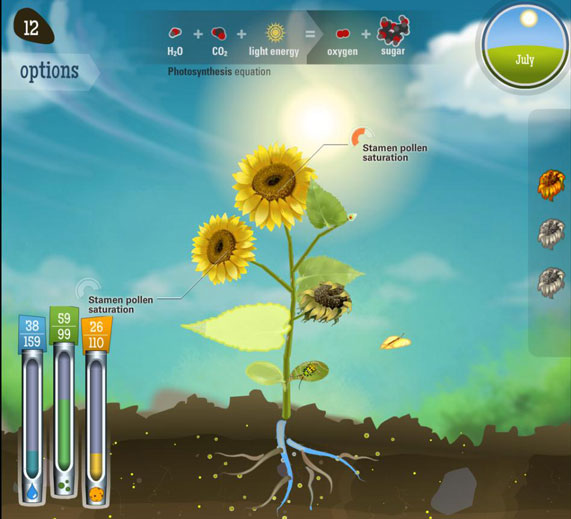 12
options
H₂O + CO₂ + light energy = oxygen + sugar
Photosynthesis equation
July
Stamen pollen
saturation
Stamen pollen
saturation
38
159
59
99
26
110